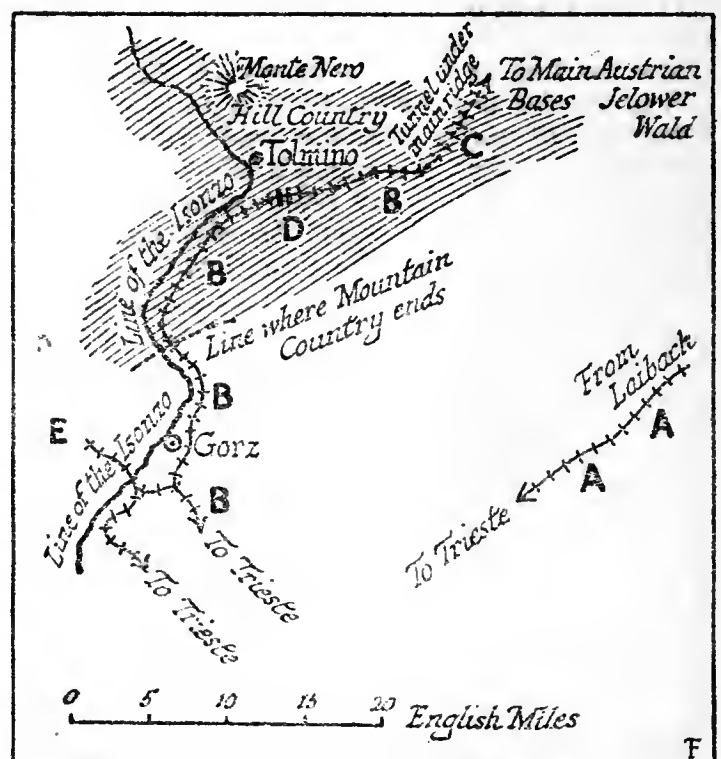 Monte Nero
Hill Country
Tolmino
Tunnel under
main ridge
To Main Austrian
Bases Jelower
Wald
C
B
D
B
Line of the Isonzo
Line where Mountain
Country ends
B
E
Gorz
B
Line of the Isonzo
To Trieste
To Trieste
From
Laibach
A
A
To Trieste
0 5 10 15 20
English Miles
F